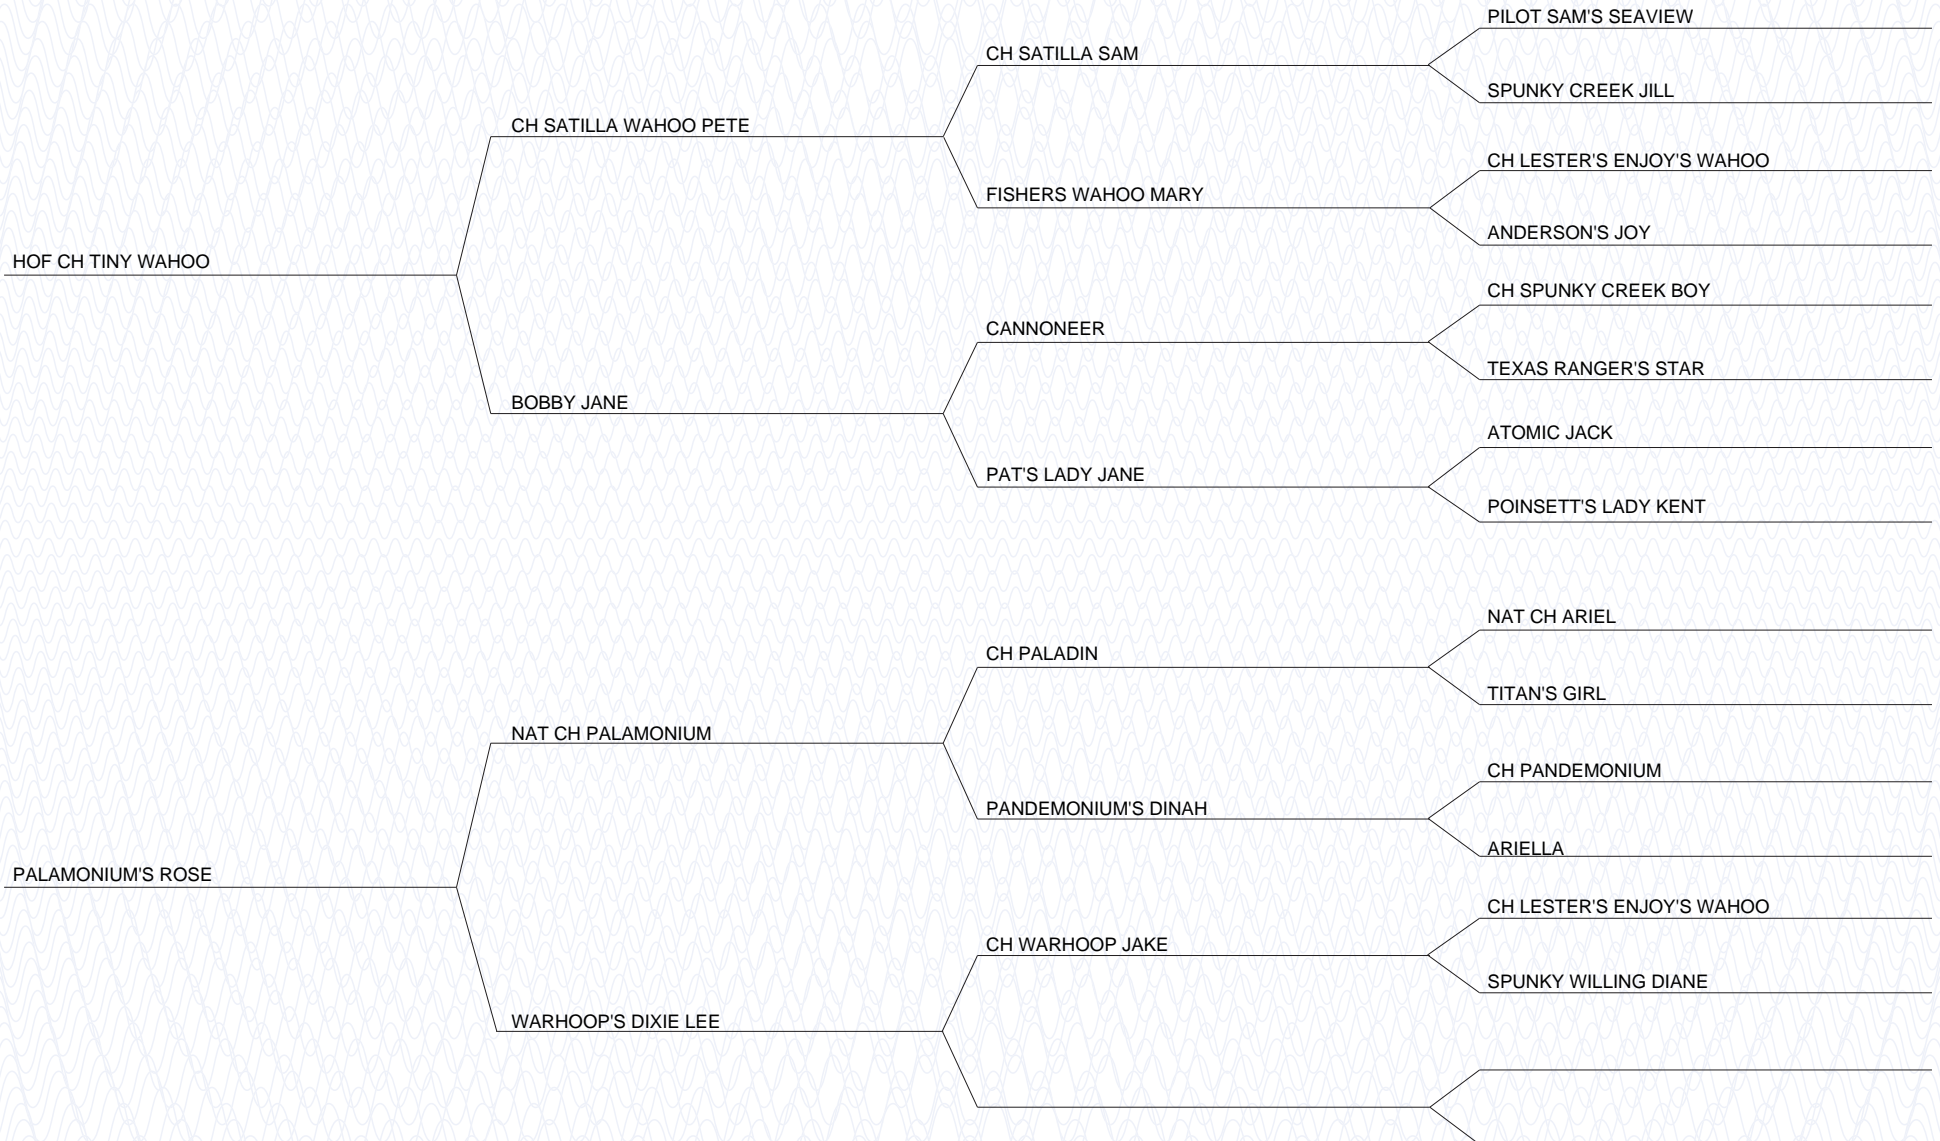 PILOT SAM'S SEAVIEW
CH SATILLA SAM
SPUNKY CREEK JILL
CH SATILLA WAHOO PETE
CH LESTER'S ENJOY'S WAHOO
FISHERS WAHOO MARY
ANDERSON'S JOY
HOF CH TINY WAHOO
CH SPUNKY CREEK BOY
CANNONEER
TEXAS RANGER'S STAR
BOBBY JANE
ATOMIC JACK
PAT'S LADY JANE
POINSETT'S LADY KENT
NAT CH ARIEL
CH PALADIN
TITAN'S GIRL
NAT CH PALAMONIUM
CH PANDEMONIUM
PANDEMONIUM'S DINAH
ARIELLA
PALAMONIUM'S ROSE
CH LESTER'S ENJOY'S WAHOO
CH WARHOOP JAKE
SPUNKY WILLING DIANE
WARHOOP'S DIXIE LEE